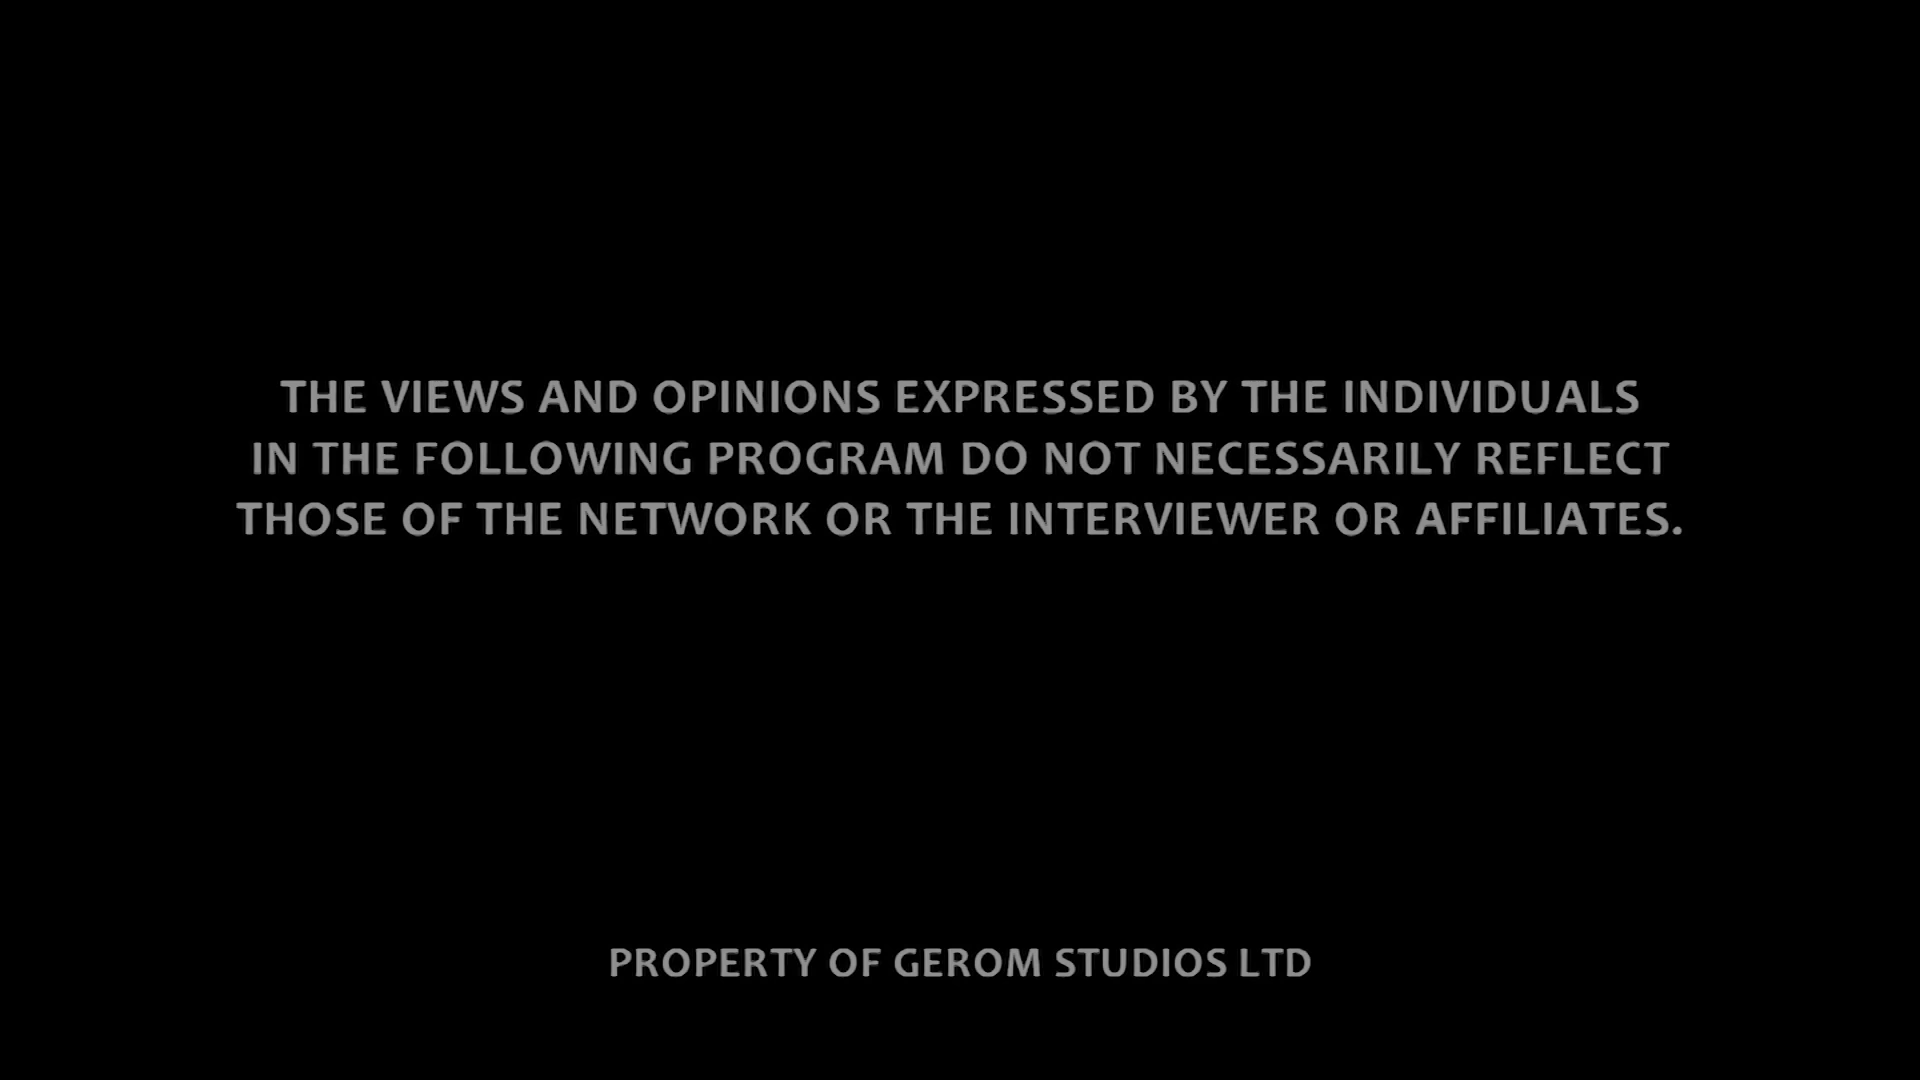 THE VIEWS AND OPINIONS EXPRESSED BY THE INDIVIDUALS
IN THE FOLLOWING PROGRAM DO NOT NECESSARILY REFLECT
THOSE OF THE NETWORK OR THE INTERVIEWER OR AFFILIATES.
PROPERTY OF GEROM STUDIOS LTD